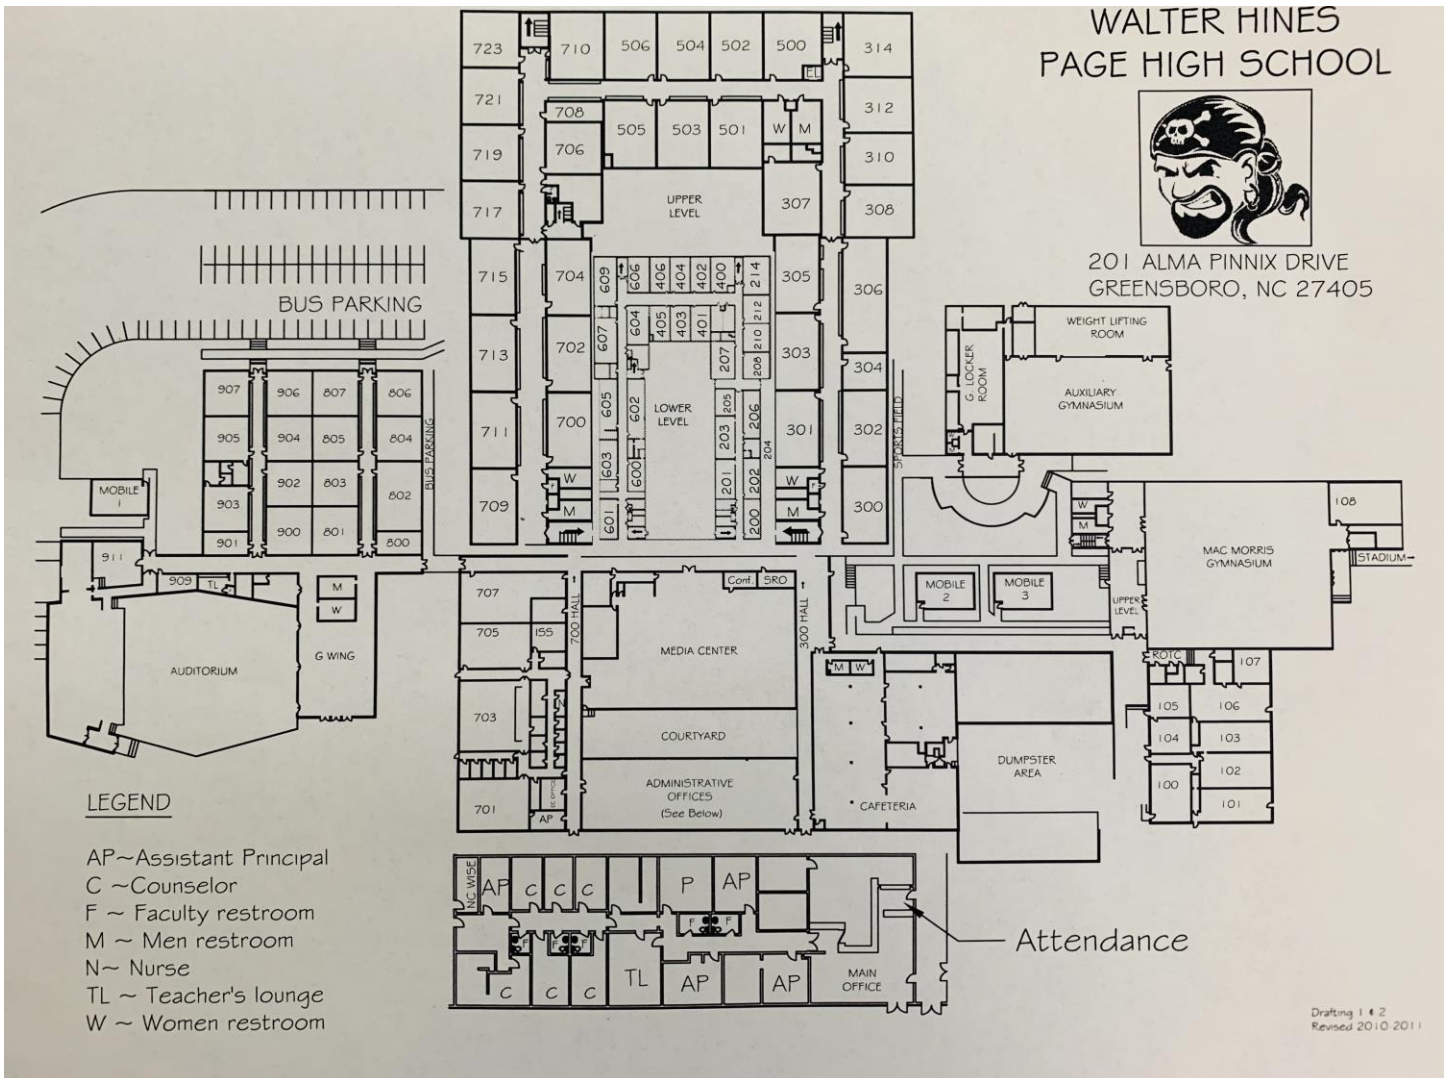 WALTER HINES
PAGE HIGH SCHOOL
201 ALMA PINNIX DRIVE
GREENSBORO, NC 27405
723
710
506
504
502
500
314
EL
721
708
312
505
503
501
W
M
719
706
310
717
UPPER
LEVEL
307
308
715
704
609
606
406
404
402
400
214
305
306
BUS PARKING
604
405
403
401
212
210
607
713
702
207
208
303
304
WEIGHT LIFTING
ROOM
G. LOCKER
ROOM
AUXILIARY
GYMNASIUM
907
906
807
806
605
602
LOWER
LEVEL
205
206
711
700
301
302
905
904
805
804
BUS PARKING
603
600
203
204
SPORTS FIELD
902
803
802
W
F
M
201
202
W
F
M
709
601
200
300
MOBILE
1
903
901
900
801
800
W
M
108
MAC MORRIS
GYMNASIUM
STADIUM
911
909
TL
M
W
707
700 HALL
Conf.
SRO
300 HALL
MOBILE
2
MOBILE
3
UPPER
LEVEL
705
ISS
AUDITORIUM
G WING
MEDIA CENTER
M
W
ROTC
107
703
N
105
106
COURTYARD
104
103
DUMPSTER
AREA
102
100
101
701
AP
ADMINISTRATIVE
OFFICES
(See Below)
CAFETERIA
LEGEND
AP~Assistant Principal
C ~Counselor
F ~ Faculty restroom
M ~ Men restroom
N~ Nurse
TL ~ Teacher's lounge
W ~ Women restroom
NC WISE
AP
C
C
C
P
AP
F
F
F
F
F
Attendance
C
C
C
TL
AP
AP
MAIN
OFFICE
Drafting 1 & 2
Revised 2010-2011